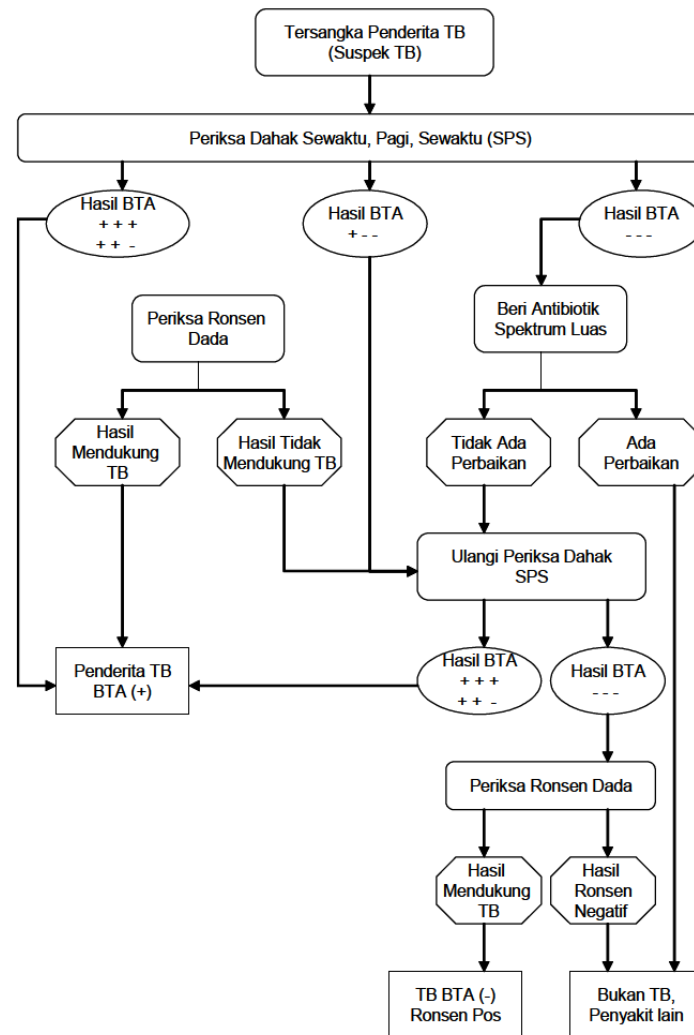 Tersangka Penderita TB
(Suspek TB)
Periksa Dahak Sewaktu, Pagi, Sewaktu (SPS)
Hasil BTA
+ + +
+ + -
Hasil BTA
+ - -
Hasil BTA
- - -
Periksa Ronsen
Dada
Beri Antibiotik
Spektrum Luas
Hasil
Mendukung
TB
Hasil Tidak
Mendukung TB
Tidak Ada
Perbaikan
Ada
Perbaikan
Ulangi Periksa Dahak
SPS
Penderita TB
BTA (+)
Hasil BTA
+ + +
+ + -
Hasil BTA
- - -
Periksa Ronsen Dada
Hasil
Mendukung
TB
Hasil
Ronsen
Negatif
TB BTA (-)
Ronsen Pos
Bukan TB,
Penyakit lain